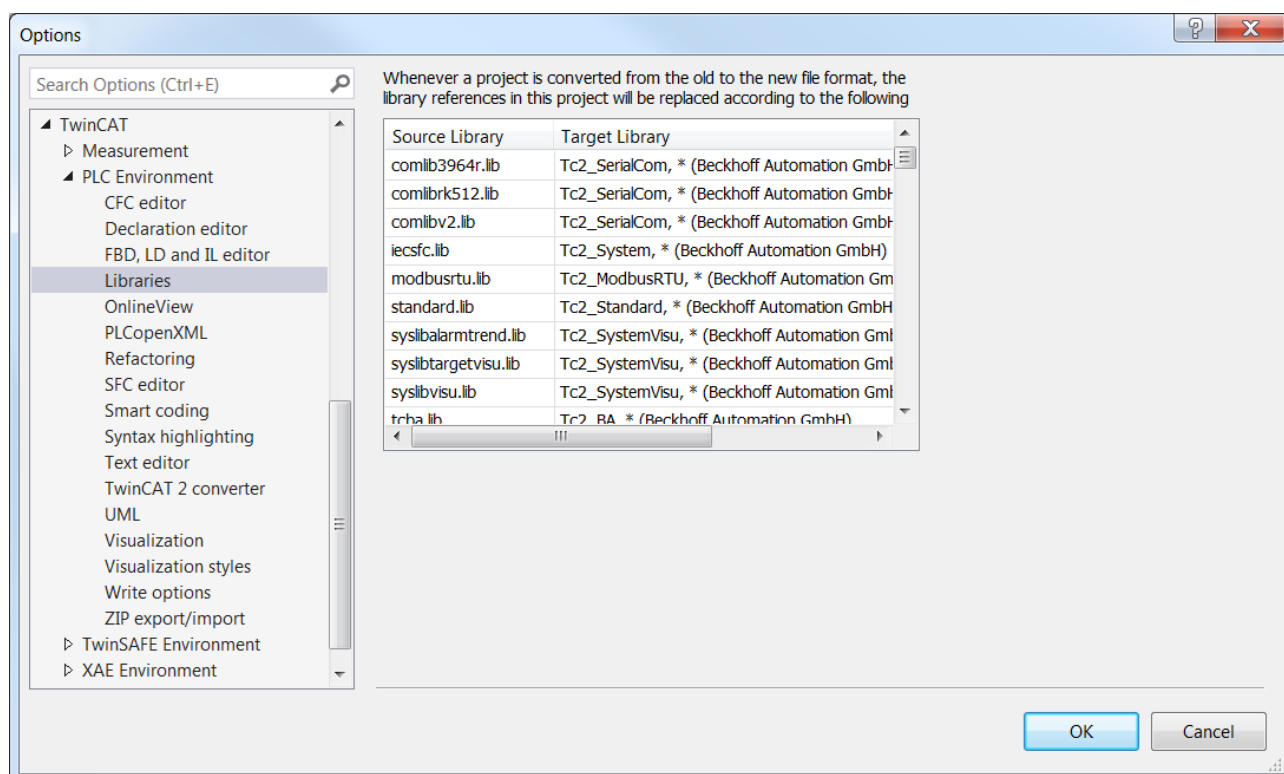 Options
Search Options (Ctrl+E)
TwinCAT
Measurement
PLC Environment
CFC editor
Declaration editor
FBD, LD and IL editor
Libraries
OnlineView
PLCopenXML
Refactoring
SFC editor
Smart coding
Syntax highlighting
Text editor
TwinCAT 2 converter
UML
Visualization
Visualization styles
Write options
ZIP export/import
TwinSAFE Environment
XAE Environment
Whenever a project is converted from the old to the new file format, the
library references in this project will be replaced according to the following
Source Library Target Library
comlib3964r.lib Tc2_SerialCom, * (Beckhoff Automation GmbH
comlibrk512.lib Tc2_SerialCom, * (Beckhoff Automation GmbH
comlibv2.lib Tc2_SerialCom, * (Beckhoff Automation GmbH
iecsfc.lib Tc2_System, * (Beckhoff Automation GmbH)
modbusrtu.lib Tc2_ModbusRTU, * (Beckhoff Automation Gm
standard.lib Tc2_Standard, * (Beckhoff Automation GmbH
syslibalarmtrend.lib Tc2_SystemVisu, * (Beckhoff Automation Gml
syslibtargetvisu.lib Tc2_SystemVisu, * (Beckhoff Automation Gml
syslibvisu.lib Tc2_SystemVisu, * (Beckhoff Automation Gml
tcba.lib Tc2_BA, * (Beckhoff Automation GmbH)
OK Cancel